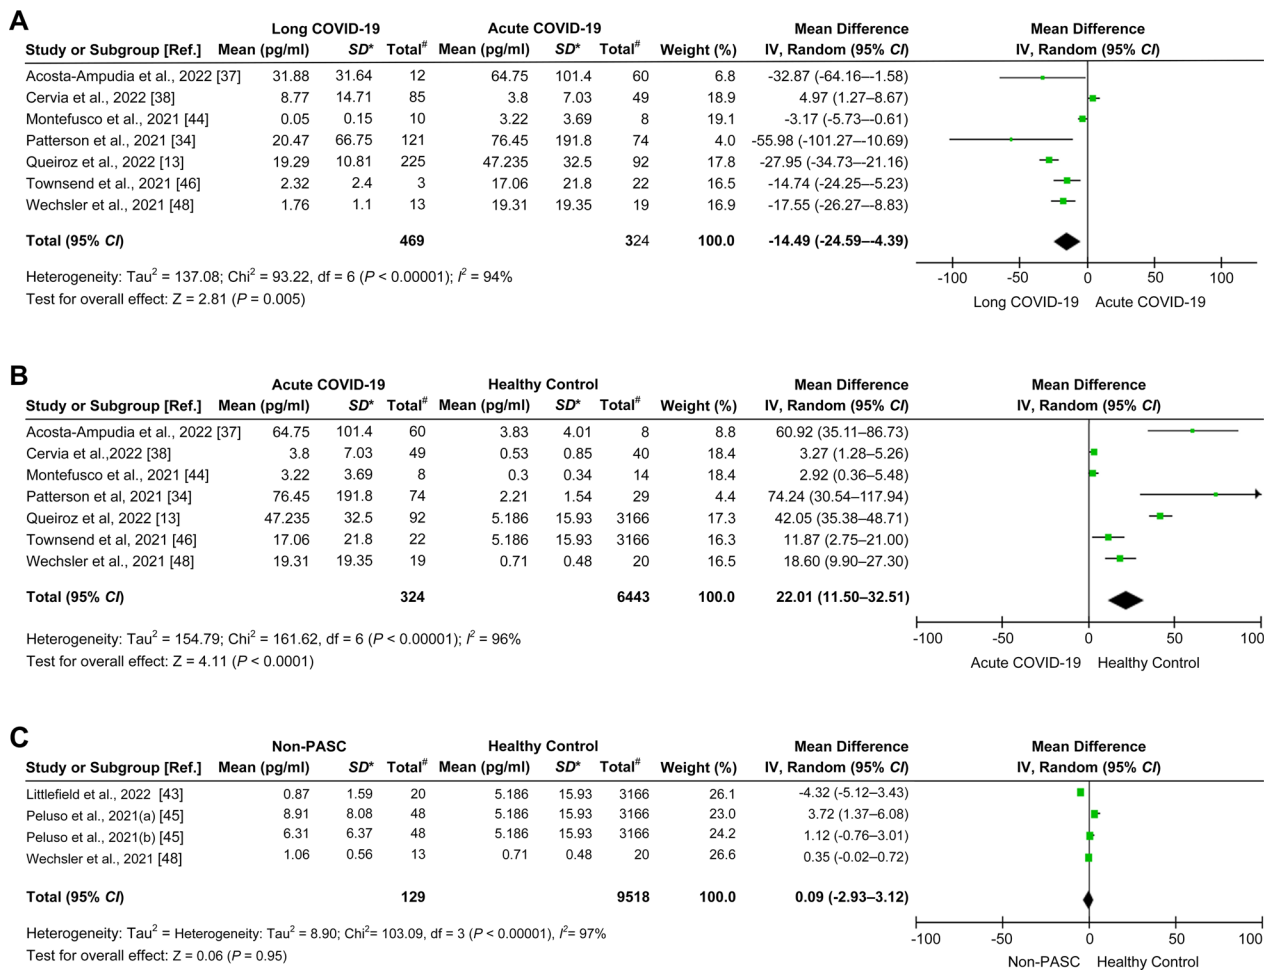 A
Long COVID-19 Acute COVID-19 Mean Difference Mean Difference
Study or Subgroup [Ref.] Mean (pg/ml) SD* Total# Mean (pg/ml) SD* Total# Weight (%) IV, Random (95% CI) IV, Random (95% CI)
Acosta-Ampudia et al., 2022 [37] 31.88 31.64 12 64.75 101.4 60 6.8 -32.87 (-64.16–-1.58)
Cervia et al., 2022 [38] 8.77 14.71 85 3.8 7.03 49 18.9 4.97 (1.27–8.67)
Montefusco et al., 2021 [44] 0.05 0.15 10 3.22 3.69 8 19.1 -3.17 (-5.73–-0.61)
Patterson et al., 2021 [34] 20.47 66.75 121 76.45 191.8 74 4.0 -55.98 (-101.27–-10.69)
Queiroz et al., 2022 [13] 19.29 10.81 225 47.235 32.5 92 17.8 -27.95 (-34.73–-21.16)
Townsend et al., 2021 [46] 2.32 2.4 3 17.06 21.8 22 16.5 -14.74 (-24.25–-5.23)
Wechsler et al., 2021 [48] 1.76 1.1 13 19.31 19.35 19 16.9 -17.55 (-26.27–-8.83)
Total (95% CI) 469 324 100.0 -14.49 (-24.59–-4.39)
Heterogeneity: Tau² = 137.08; Chi² = 93.22, df = 6 (P < 0.00001); I² = 94%
Test for overall effect: Z = 2.81 (P = 0.005)
-100 -50 0 50 100
Long COVID-19 Acute COVID-19
B
Acute COVID-19 Healthy Control Mean Difference Mean Difference
Study or Subgroup [Ref.] Mean (pg/ml) SD* Total# Mean (pg/ml) SD* Total# Weight (%) IV, Random (95% CI) IV, Random (95% CI)
Acosta-Ampudia et al., 2022 [37] 64.75 101.4 60 3.83 4.01 8 8.8 60.92 (35.11–86.73)
Cervia et al.,2022 [38] 3.8 7.03 49 0.53 0.85 40 18.4 3.27 (1.28–5.26)
Montefusco et al., 2021 [44] 3.22 3.69 8 0.3 0.34 14 18.4 2.92 (0.36–5.48)
Patterson et al, 2021 [34] 76.45 191.8 74 2.21 1.54 29 4.4 74.24 (30.54–117.94)
Queiroz et al, 2022 [13] 47.235 32.5 92 5.186 15.93 3166 17.3 42.05 (35.38–48.71)
Townsend et al., 2021 [46] 17.06 21.8 22 5.186 15.93 3166 16.3 11.87 (2.75–21.00)
Wechsler et al., 2021 [48] 19.31 19.35 19 0.71 0.48 20 16.5 18.60 (9.90–27.30)
Total (95% CI) 324 6443 100.0 22.01 (11.50–32.51)
Heterogeneity: Tau² = 154.79; Chi² = 161.62, df = 6 (P < 0.00001); I² = 96%
Test for overall effect: Z = 4.11 (P < 0.0001)
-100 -50 0 50 100
Acute COVID-19 Healthy Control
C
Non-PASC Healthy Control Mean Difference Mean Difference
Study or Subgroup [Ref.] Mean (pg/ml) SD* Total# Mean (pg/ml) SD* Total# Weight (%) IV, Random (95% CI) IV, Random (95% CI)
Littlefield et al., 2022 [43] 0.87 1.59 20 5.186 15.93 3166 26.1 -4.32 (-5.12–-3.43)
Peluso et al., 2021(a) [45] 8.91 8.08 48 5.186 15.93 3166 23.0 3.72 (1.37–6.08)
Peluso et al., 2021(b) [45] 6.31 6.37 48 5.186 15.93 3166 24.2 1.12 (-0.76–3.01)
Wechsler et al., 2021 [48] 1.06 0.56 13 0.71 0.48 20 26.6 0.35 (-0.02–0.72)
Total (95% CI) 129 9518 100.0 0.09 (-2.93–3.12)
Heterogeneity: Tau² = Heterogeneity: Tau² = 8.90; Chi²= 103.09, df = 3 (P < 0.00001), I²= 97%
Test for overall effect: Z = 0.06 (P = 0.95)
-100 -50 0 50 100
Non-PASC Healthy Control